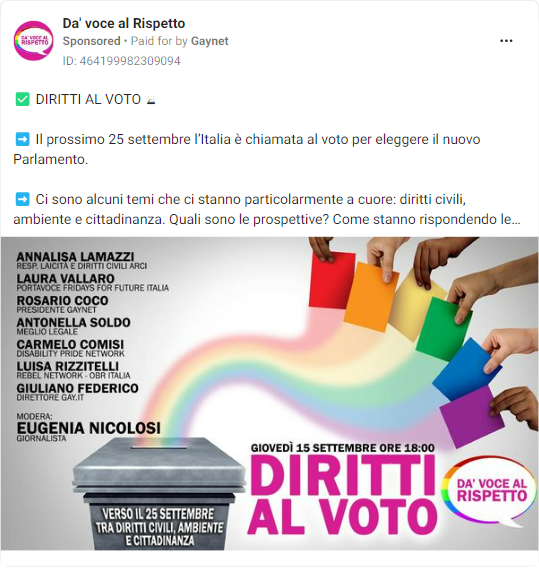 Da' voce al Rispetto
Sponsored • Paid for by Gaynet
ID: 464199982309094
DIRITTI AL VOTO
Il prossimo 25 settembre l'Italia è chiamata al voto per eleggere il nuovo
Parlamento.
Ci sono alcuni temi che ci stanno particolarmente a cuore: diritti civili,
ambiente e cittadinanza. Quali sono le prospettive? Come stanno rispondendo le...
ANNALISA LAMAZZI
RESP. LAICITÀ E DIRITTI CIVILI ARCI
LAURA VALLARO
PORTAVOCE FRIDAYS FOR FUTURE ITALIA
ROSARIO COCO
PRESIDENTE GAYNET
ANTONELLA SOLDO
MEGLIO LEGALE
CARMELO COMISI
DISABILITY PRIDE NETWORK
LUISA RIZZITELLI
REBEL NETWORK - OBR ITALIA
GIULIANO FEDERICO
DIRETTORE GAY.IT
MODERA:
EUGENIA NICOLOSI
GIORNALISTA
VERSO IL 25 SETTEMBRE
TRA DIRITTI CIVILI, AMBIENTE
E CITTADINANZA
GIOVEDÌ 15 SETTEMBRE ORE 18:00
DIRITTI
AL VOTO
DA' VOCE AL
RISPETTO